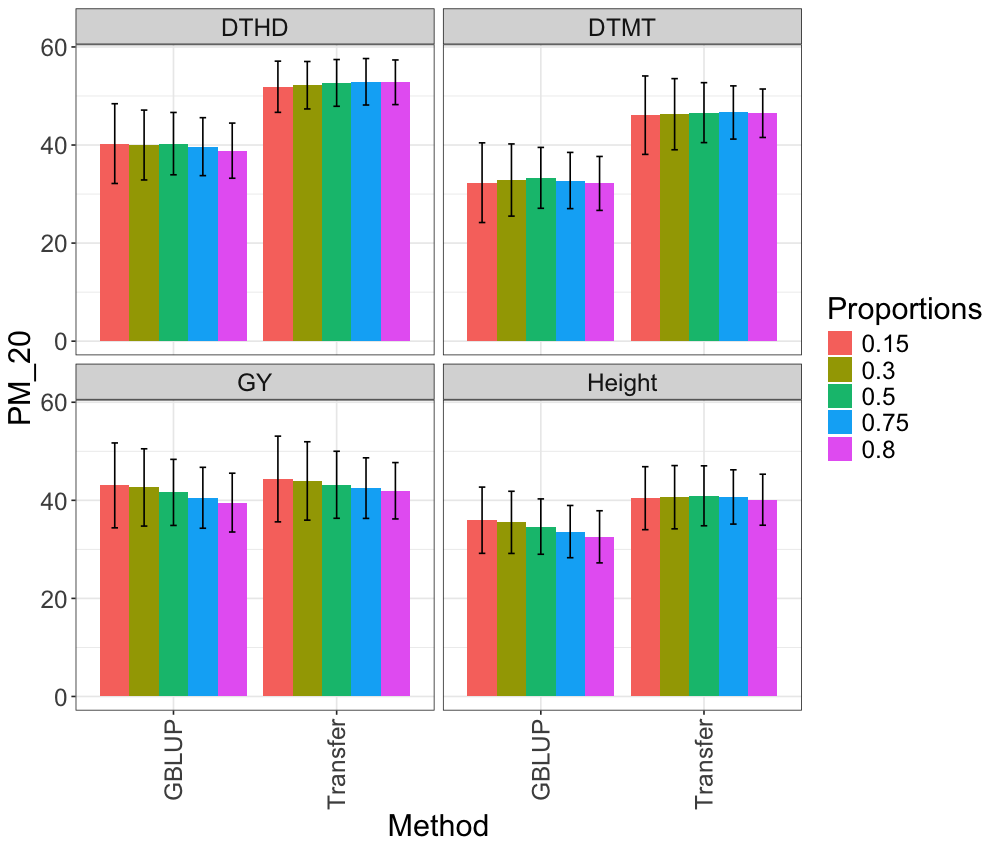 DTHD
DTMT
60
40
20
0
GY
Height
60
40
20
0
PM_20
GBLUP
Transfer
GBLUP
Transfer
Method
Proportions
0.15
0.3
0.5
0.75
0.8